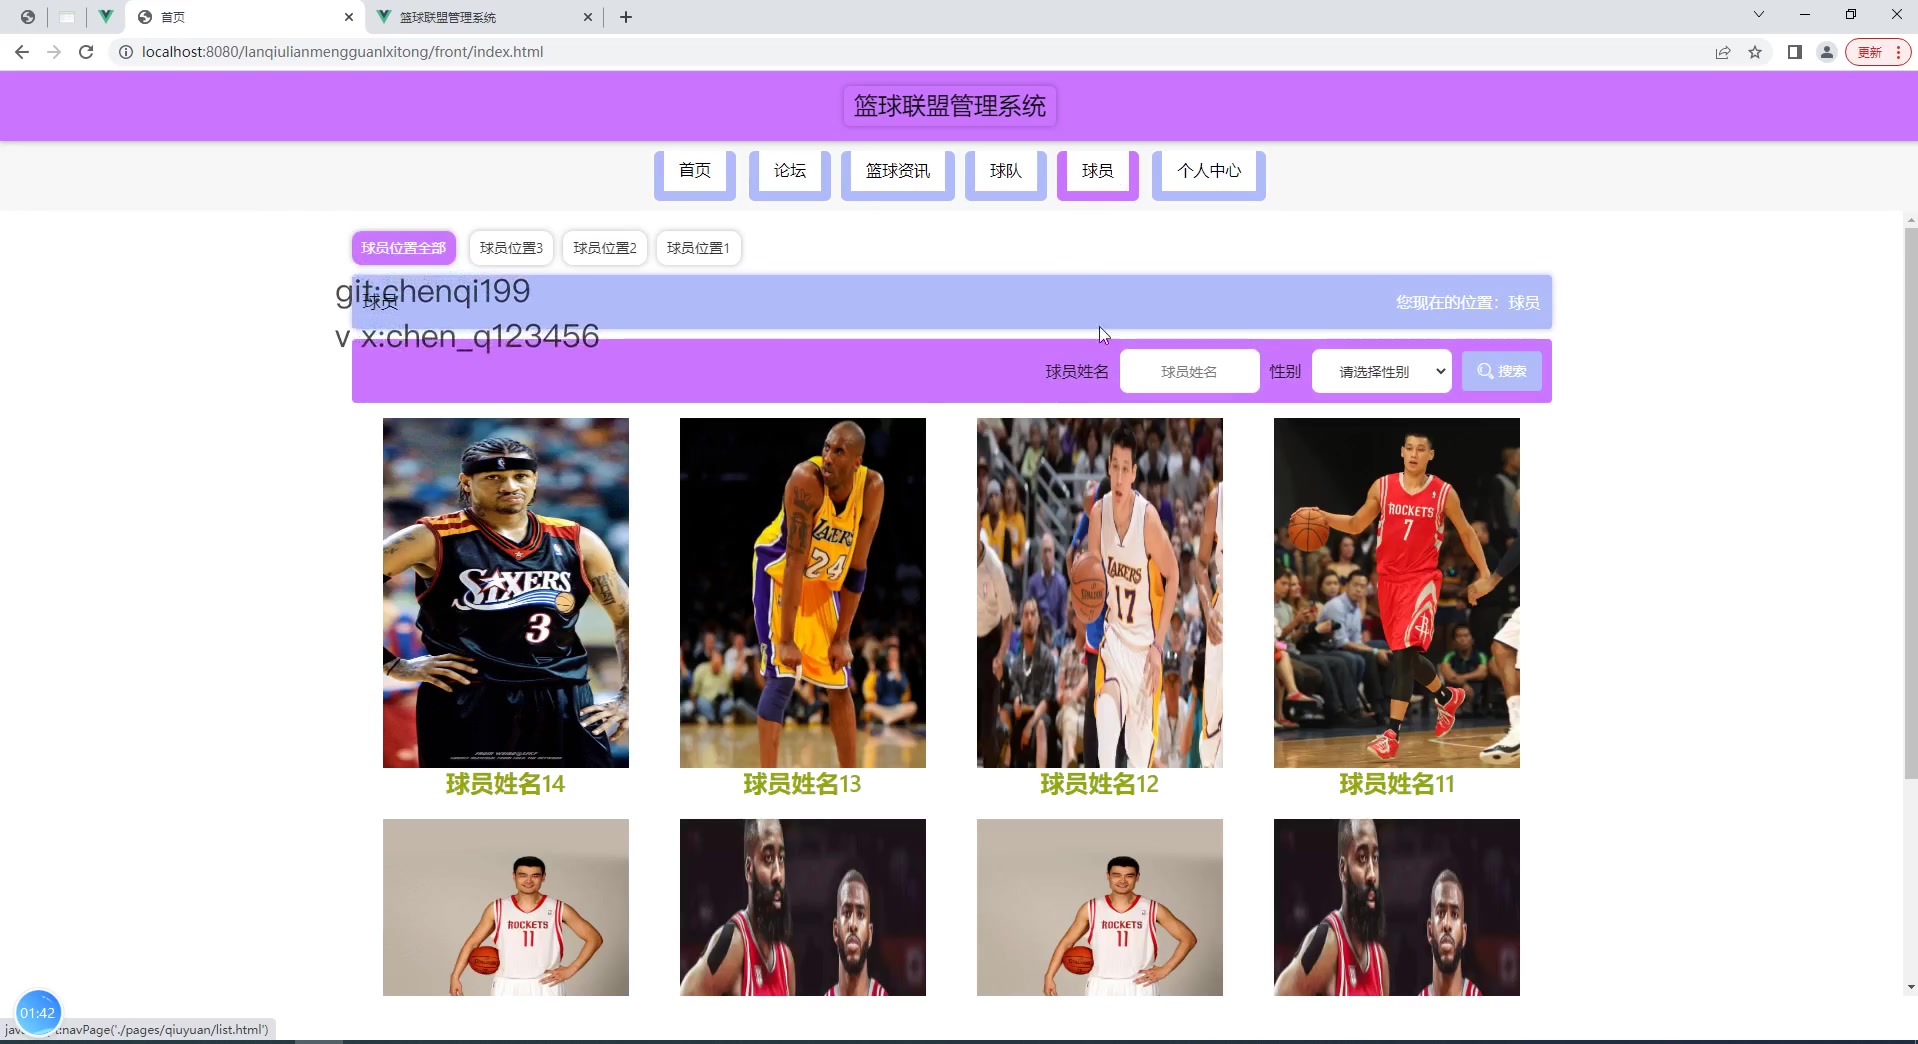 首页
篮球联盟管理系统
localhost:8080/lanqiulianmengguanlxitong/front/index.html
更新
篮球联盟管理系统
首页
论坛
篮球资讯
球队
球员
个人中心
球员位置全部
球员位置3
球员位置2
球员位置1
git:chenqi199
球员
您现在的位置：球员
v x:chen_q123456
球员姓名
球员姓名
性别
请选择性别
搜索
SIXERS
3
LAKERS
24
LAKERS
17
SPALDING
ROCKETS
7
球员姓名14
球员姓名13
球员姓名12
球员姓名11
ROCKETS
11
ROCKETS
11
01:42
t:navPage('./pages/qiuyuan/list.html')